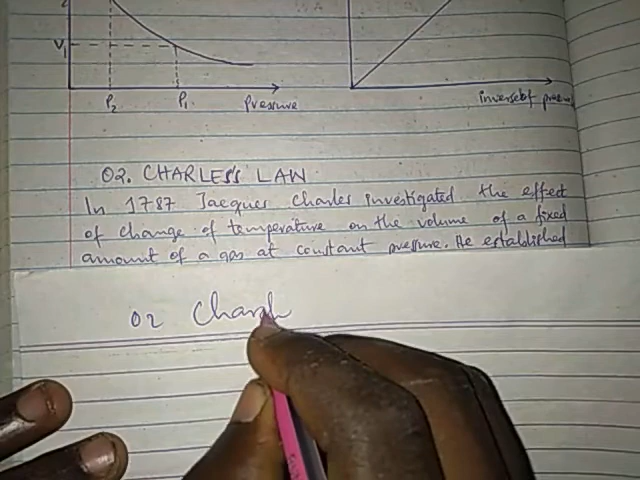 2
V1
P2 P1 Pressure
inverse of
02. CHARLES'S LAW
In 1787 Jacques Charles investigated the effect
of change of temperature on the volume of a fixed
amount of a gas at constant pressure. He established
02 Charl